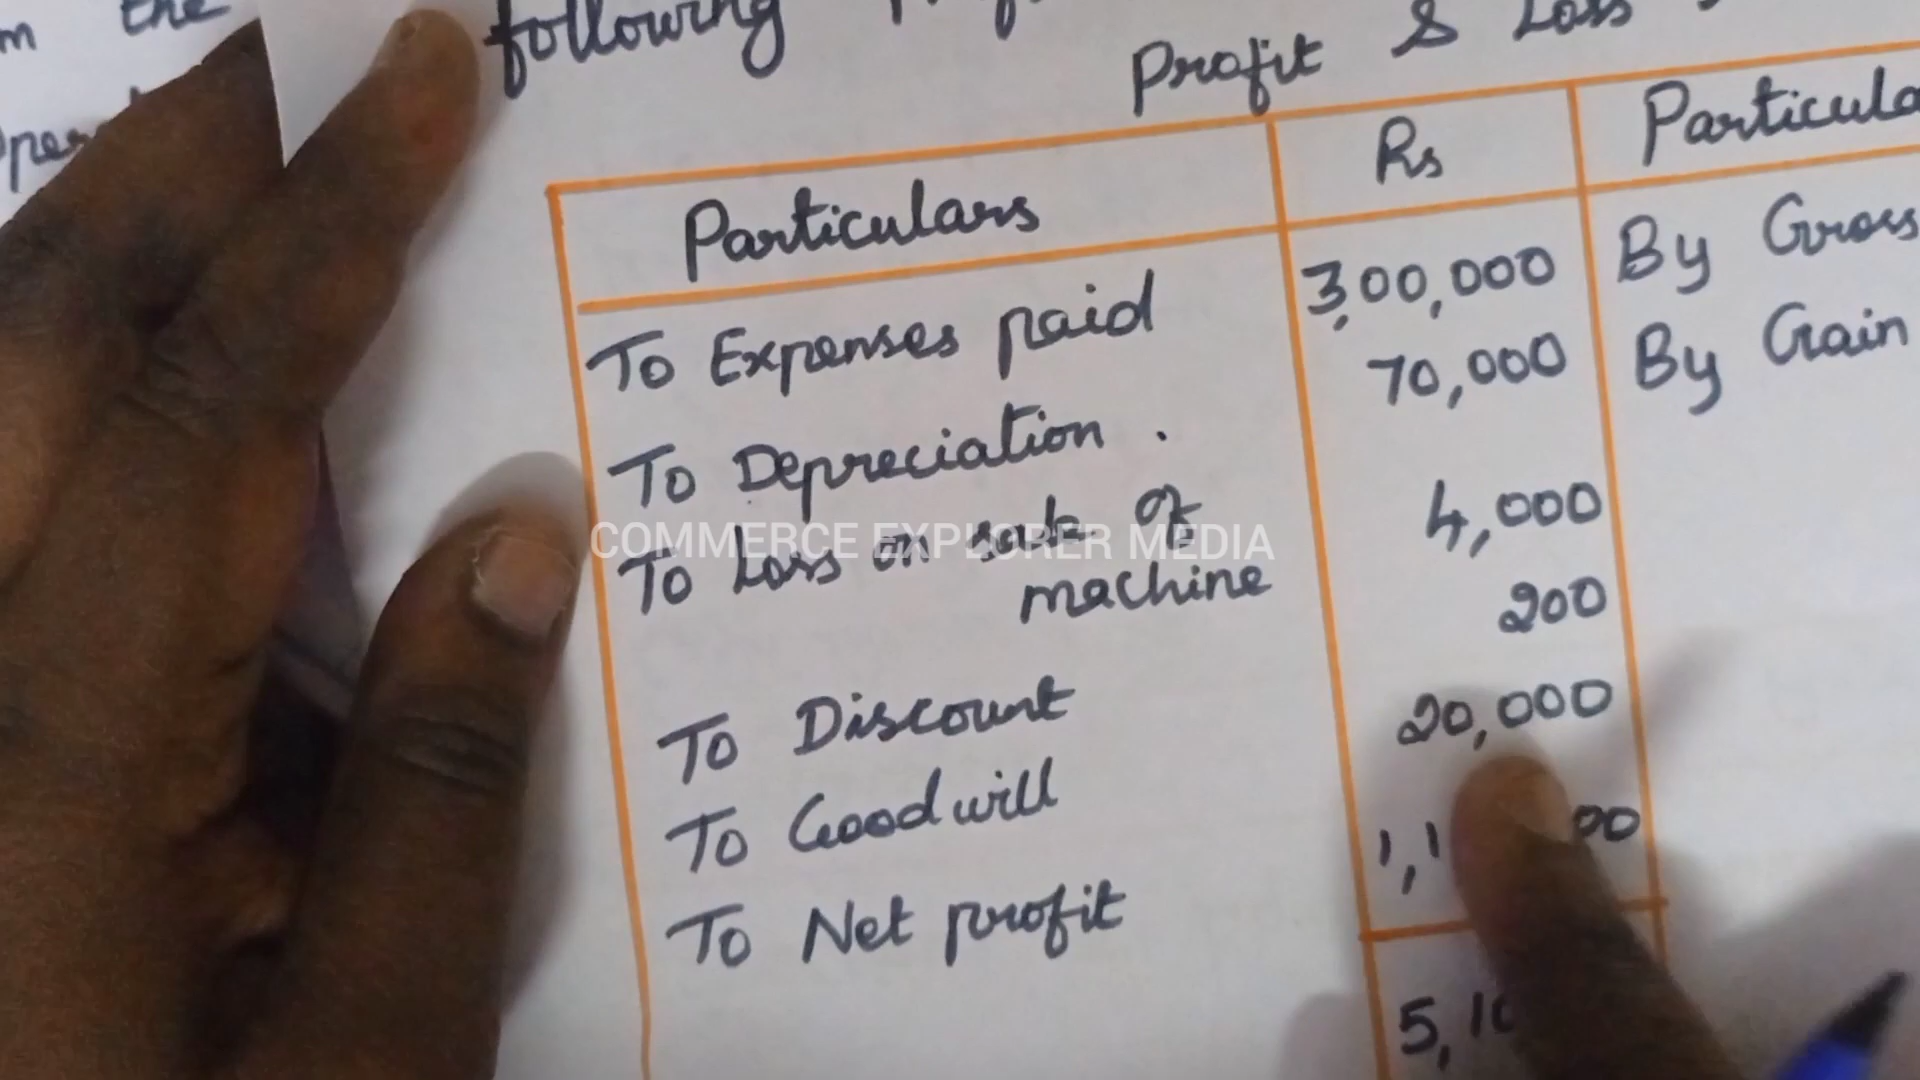 m the following
Profit & Loss
Particulars Rs
To Expenses paid 3,00,000 By Gross
To Depreciation . 70,000 By Gain
To Loss on sale of
machine 4,000
To Discount 200
To Goodwill 20,000
To Net profit
COMMERCE EXPLORER MEDIA